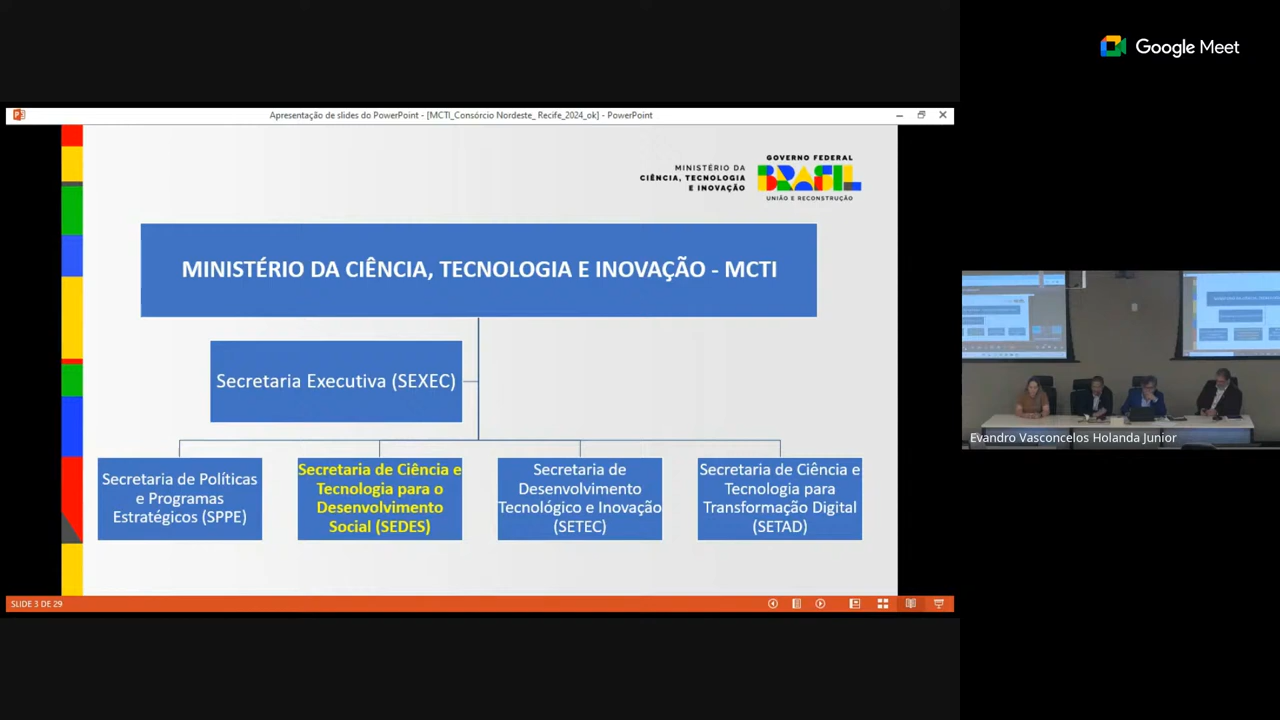 Google Meet
Apresentação de slides do PowerPoint - [MCTI_Consórcio Nordeste_ Recife_2024_ok] - PowerPoint
MINISTÉRIO DA
CIÊNCIA, TECNOLOGIA
E INOVAÇÃO
GOVERNO FEDERAL
BRASIL
UNIÃO E RECONSTRUÇÃO
MINISTÉRIO DA CIÊNCIA, TECNOLOGIA E INOVAÇÃO - MCTI
Secretaria Executiva (SEXEC)
Secretaria de Políticas
e Programas
Estratégicos (SPPE)
Secretaria de Ciência e
Tecnologia para o
Desenvolvimento
Social (SEDES)
Secretaria de
Desenvolvimento
Tecnológico e Inovação
(SETEC)
Secretaria de Ciência e
Tecnologia para
Transformação Digital
(SETAD)
Evandro Vasconcelos Holanda Junior
SLIDE 3 DE 29